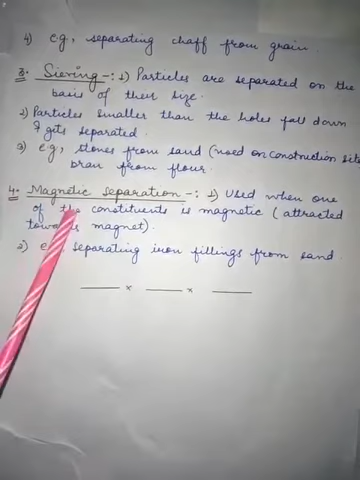 4) e.g., separating chaff from grain.
3. Sieving -: 1) Particles are separated on the
basis of their size.
2) Particles smaller than the holes fall down
& gets separated.
3) e.g., stones from sand (used on construction site
bran from flour.
4. Magnetic separation -: 1) Used when one
of the constituents is magnetic (attracted
towards magnet).
2) e.g. separating iron fillings from sand.
— x — x —